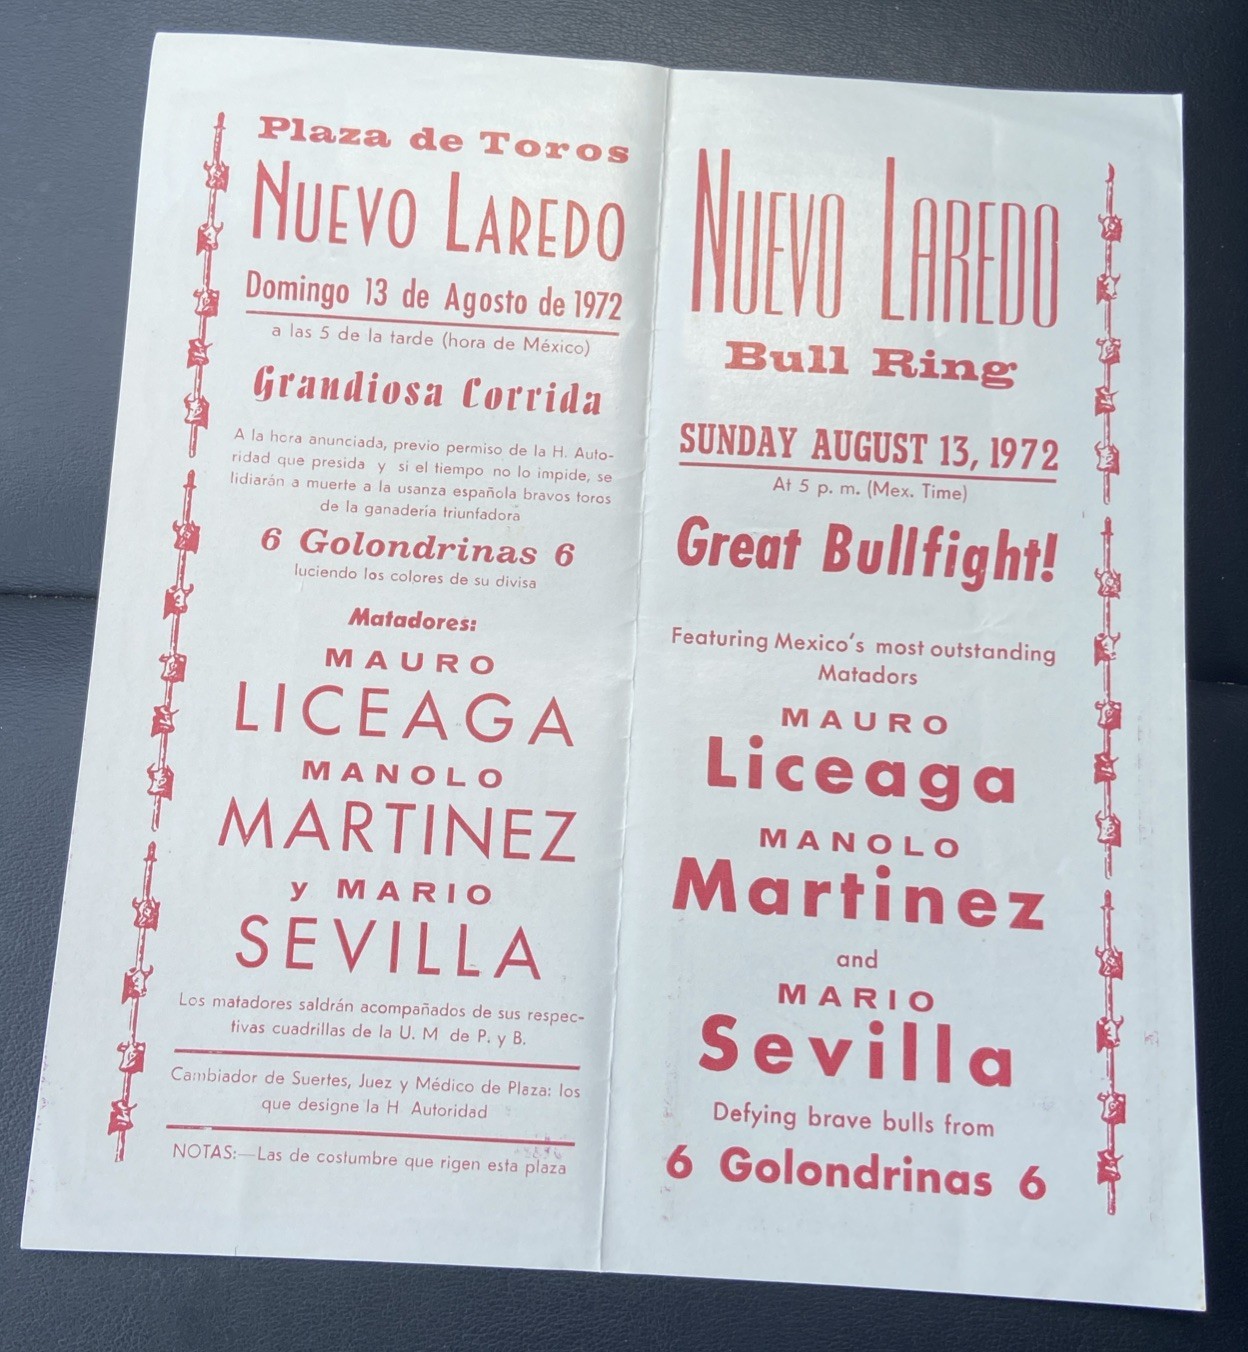 Plaza de Toros
NUEVO LAREDO
Domingo 13 de Agosto de 1972
a las 5 de la tarde (hora de México)
Grandiosa Corrida
A la hora anunciada, previo permiso de la H. Auto-
ridad que presida y si el tiempo no lo impide, se
lidiarán a muerte a la usanza española bravos toros
de la ganadería triunfadora
6 Golondrinas 6
luciendo los colores de su divisa
Matadores:
MAURO
LICEAGA
MANOLO
MARTINEZ
y MARIO
SEVILLA
Los matadores saldrán acompañados de sus respec-
tivas cuadrillas de la U. M de P. y B.
Cambiador de Suertes, Juez y Médico de Plaza: los
que designe la H Autoridad
NOTAS:—Las de costumbre que rigen esta plaza
NUEVO LAREDO
Bull Ring
SUNDAY AUGUST 13, 1972
At 5 p. m. (Mex. Time)
Great Bullfight!
Featuring Mexico's most outstanding
Matadors
MAURO
Liceaga
MANOLO
Martinez
and
MARIO
Sevilla
Defying brave bulls from
6 Golondrinas 6